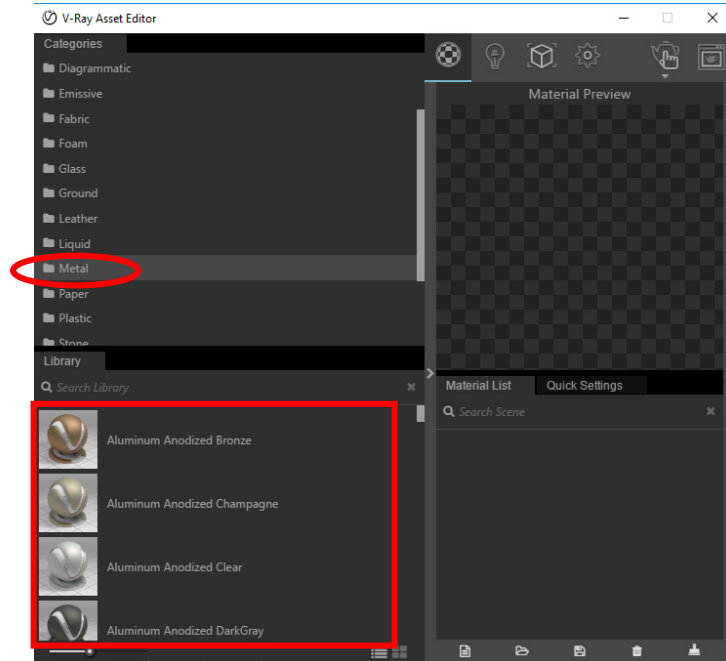 V-Ray Asset Editor
Categories
Diagrammatic
Emissive
Fabric
Foam
Glass
Ground
Leather
Liquid
Metal
Paper
Plastic
Stone
Library
Search Library
Aluminum Anodized Bronze
Aluminum Anodized Champagne
Aluminum Anodized Clear
Aluminum Anodized DarkGray
Material Preview
Material List
Quick Settings
Search Scene